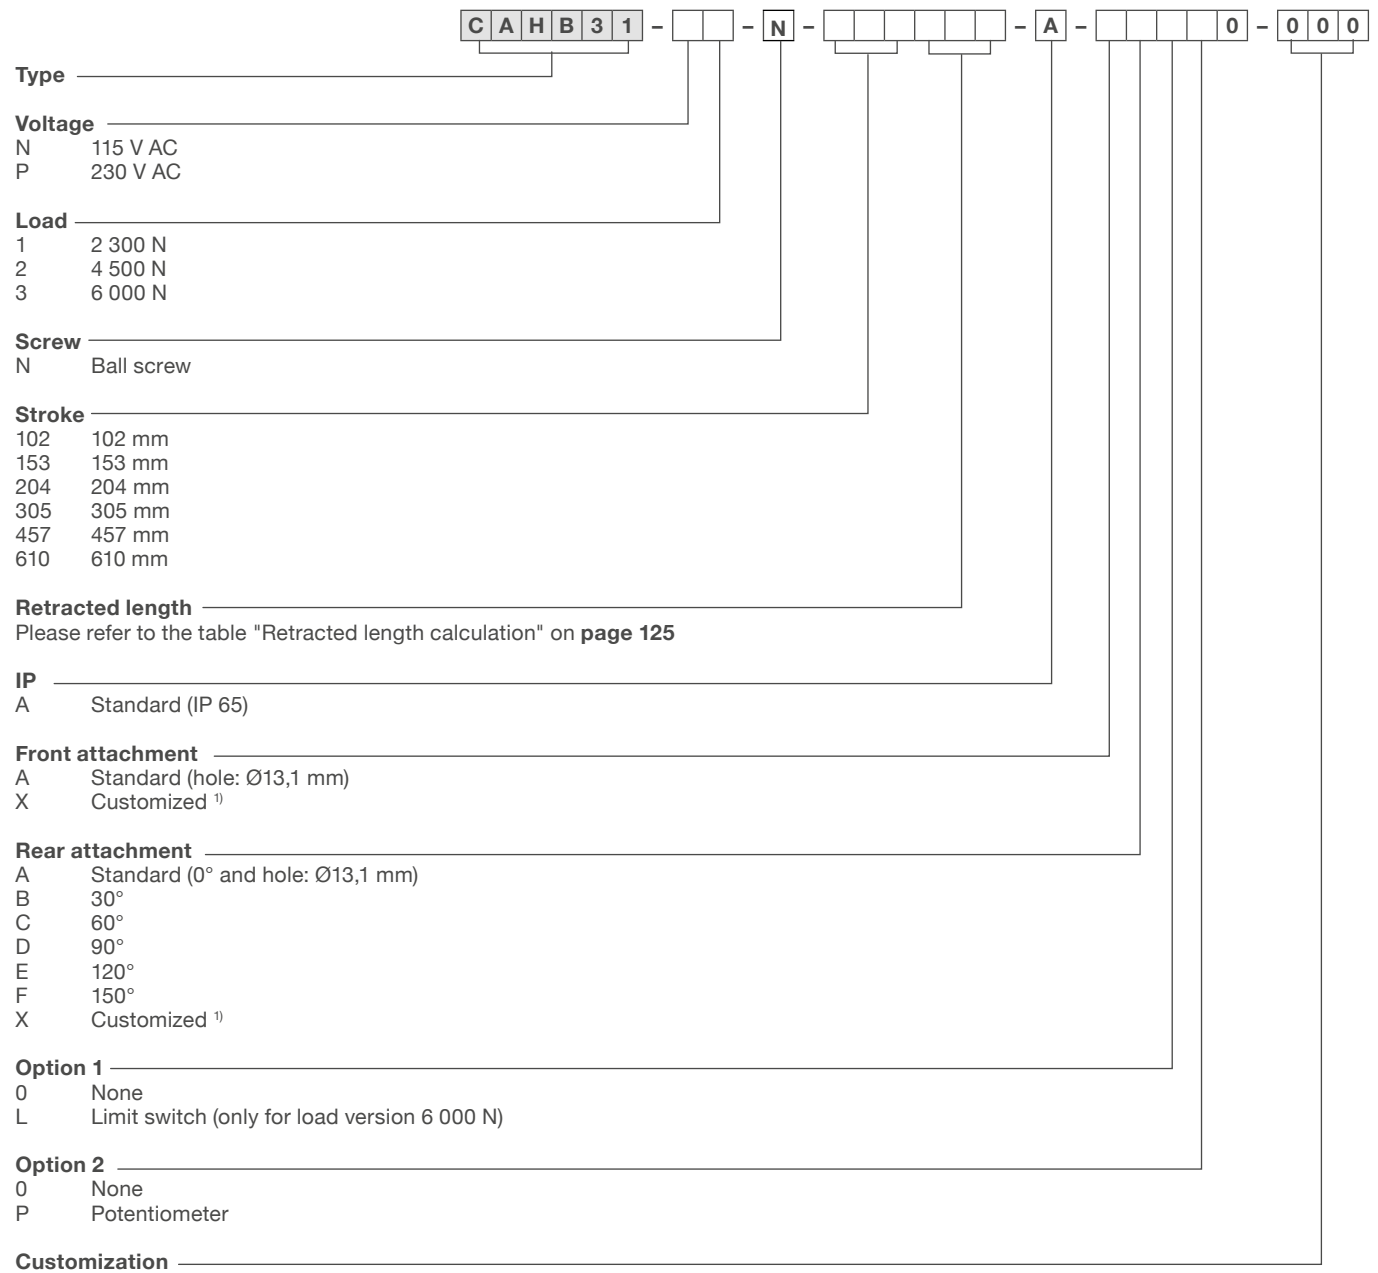 CAHB31 – – N – – A – 0 – 000
Type
Voltage
N 115 V AC
P 230 V AC
Load
1 2 300 N
2 4 500 N
3 6 000 N
Screw
N Ball screw
Stroke
102 102 mm
153 153 mm
204 204 mm
305 305 mm
457 457 mm
610 610 mm
Retracted length
Please refer to the table "Retracted length calculation" on page 125
IP
A Standard (IP 65)
Front attachment
A Standard (hole: Ø13,1 mm)
X Customized 1)
Rear attachment
A Standard (0° and hole: Ø13,1 mm)
B 30°
C 60°
D 90°
E 120°
F 150°
X Customized 1)
Option 1
0 None
L Limit switch (only for load version 6 000 N)
Option 2
0 None
P Potentiometer
Customization